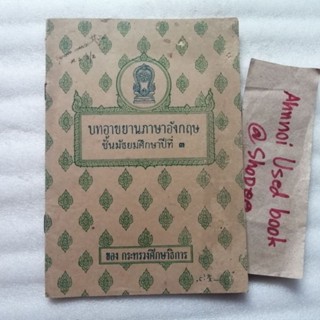 บทอาขยานภาษาอังกฤษ
ชั้นมัธยมศึกษาปีที่ ๓
ของ กระทรวงศึกษาธิการ
Used book
@ Shopee